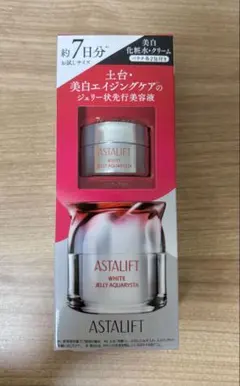 約7日分
お試しサイズ
美白
化粧水・クリーム
パウチ各2包付き
土台・
美白エイジングケアの
ジェリー状先行美容液
ASTALIFT
ASTALIFT
WHITE
JELLY AQUARYSTA
ASTALIFT